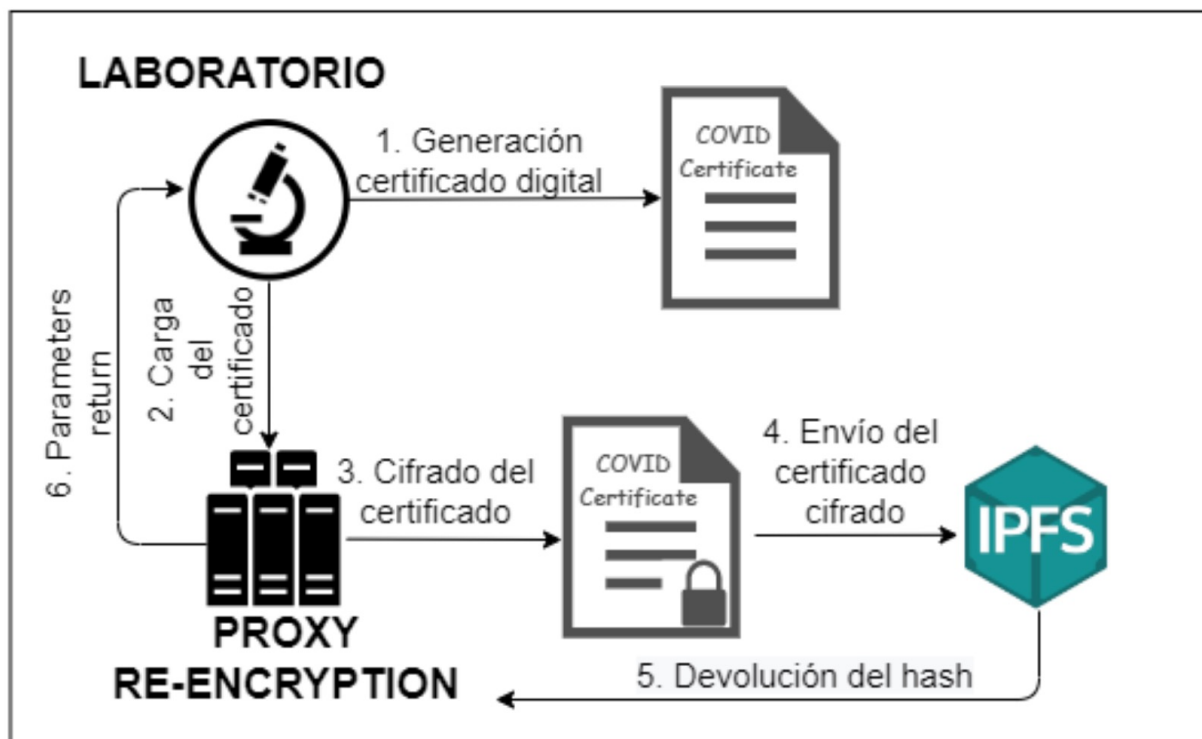 LABORATORIO
1. Generación
certificado digital
COVID
Certificate
6. Parameters
return
2. Carga
del
certificado
3. Cifrado del
certificado
COVID
Certificate
4. Envío del
certificado
cifrado
IPFS
PROXY
RE-ENCRYPTION
5. Devolución del hash